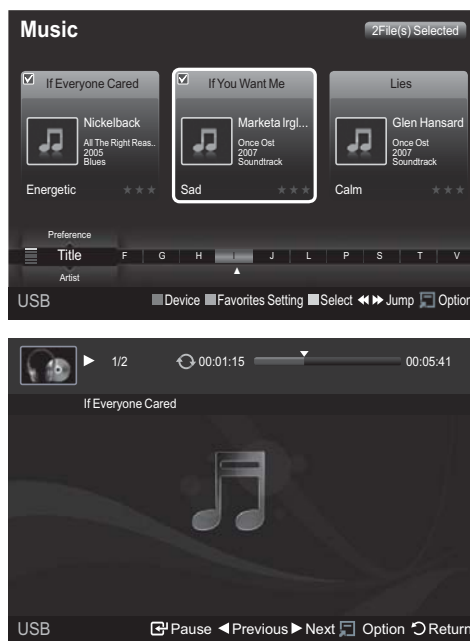 Music
2File(s) Selected
If Everyone Cared
If You Want Me
Lies
Nickelback
All The Right Reas..
2005
Blues
Marketa Irgl...
Once Ost
2007
Soundtrack
Glen Hansard
Once Ost
2007
Soundtrack
Energetic
Sad
Calm
Preference
Title
F G H I J L P S T V
Artist
USB
Device Favorites Setting Select Jump Option
1/2
00:01:15
00:05:41
If Everyone Cared
USB
Pause Previous Next Option Return